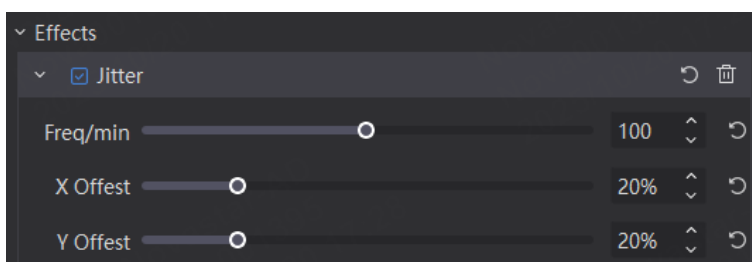 Effects
Jitter
Freq/min 100
X Offest 20%
Y Offest 20%